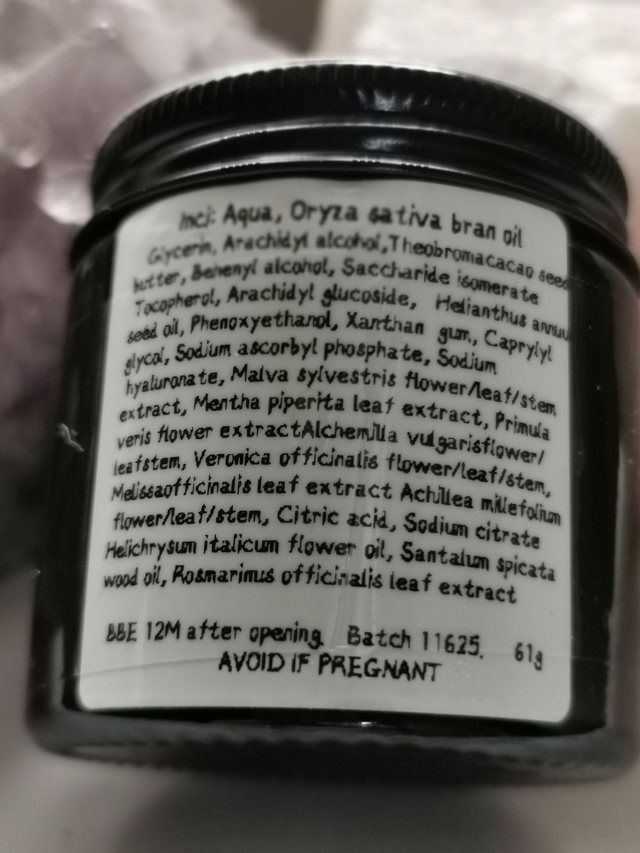 Inci: Aqua, Oryza sativa bran oil
Glycerin, Arachidyl alcohol,Theobromacacao seed
butter, Behenyl alcohol, Saccharide isomerate
Tocopherol, Arachidyl glucoside, Helianthus annuu
seed oil, Phenoxyethanol, Xanthan gum, Caprylyl
glycol, Sodium ascorbyl phosphate, Sodium
hyaluronate, Malva sylvestris flower/leaf/stem
extract, Mentha piperita leaf extract, Primula
veris flower extractAlchemilla vulgarisflower/
leafstem, Veronica officinalis flower/leaf/stem,
Melissaofficinalis leaf extract Achillea millefolium
flower/leaf/stem, Citric acid, Sodium citrate
Helichrysum italicum flower oil, Santalum spicata
wood oil, Rosmarinus officinalis leaf extract
BBE 12M after opening. Batch 11625. 61g
AVOID IF PREGNANT